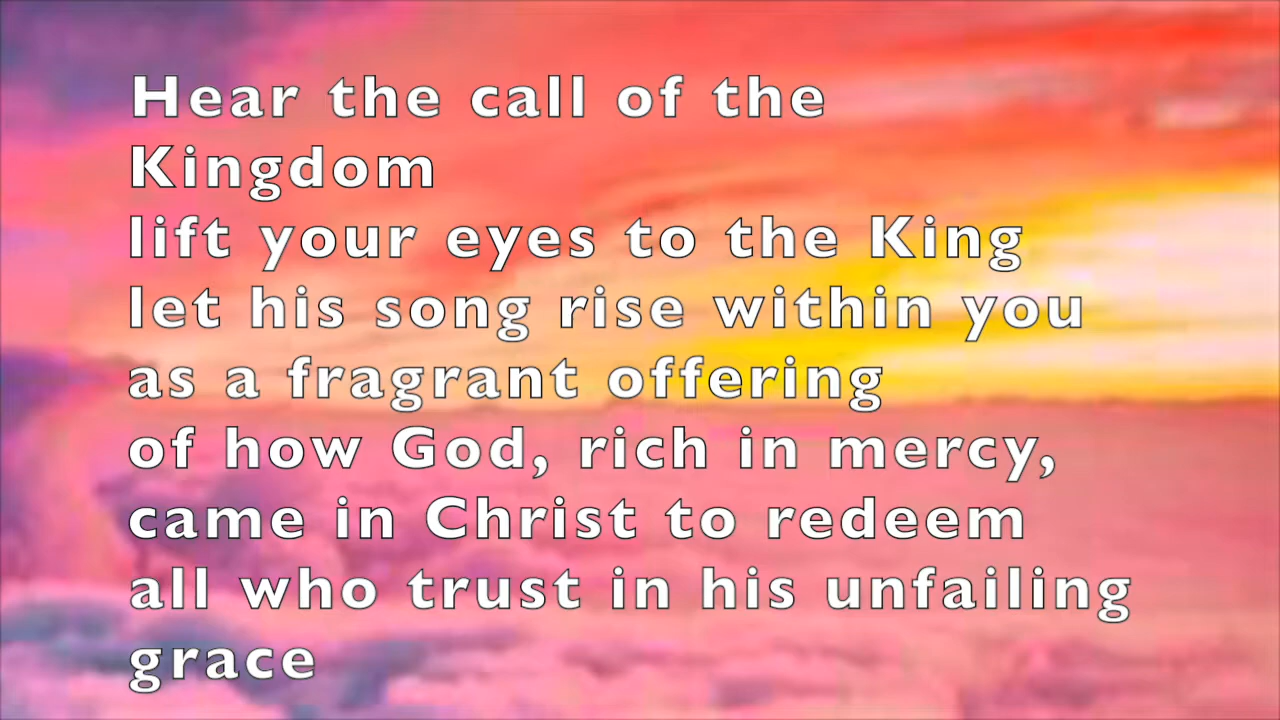 Hear the call of the
Kingdom
lift your eyes to the King
let his song rise within you
as a fragrant offering
of how God, rich in mercy,
came in Christ to redeem
all who trust in his unfailing
grace